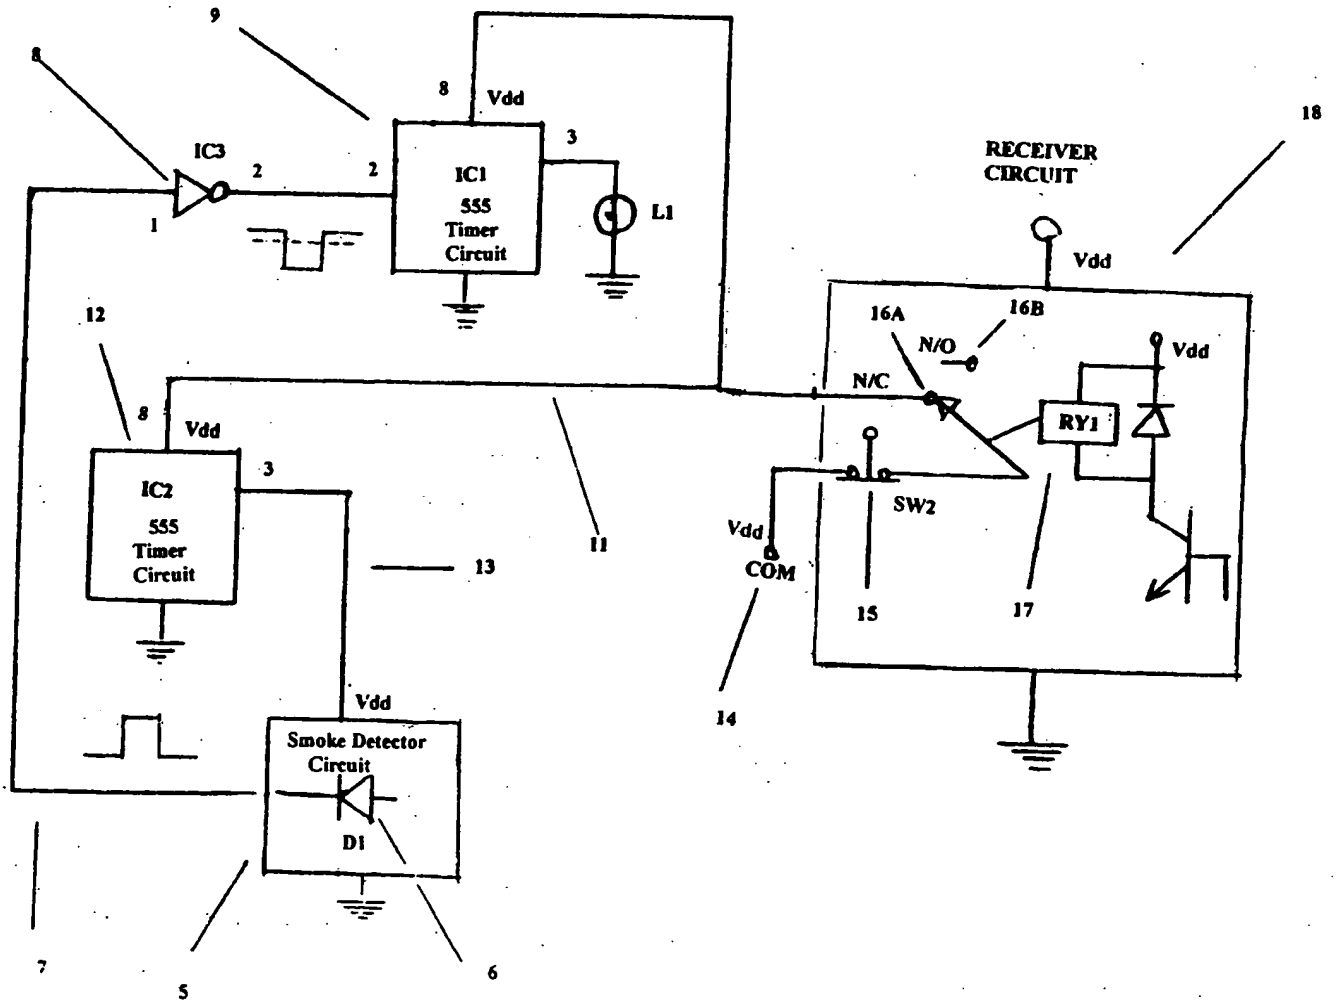 9
8
8
Vdd
18
3
IC3
2
2
RECEIVER
CIRCUIT
IC1
1
555
Timer
Circuit
L1
Vdd
12
16A
16B
N/O
Vdd
N/C
8
Vdd
RY1
3
IC2
SW2
555
Timer
Circuit
Vdd
11
COM
13
15
17
Vdd
14
Smoke Detector
Circuit
D1
7
5
6